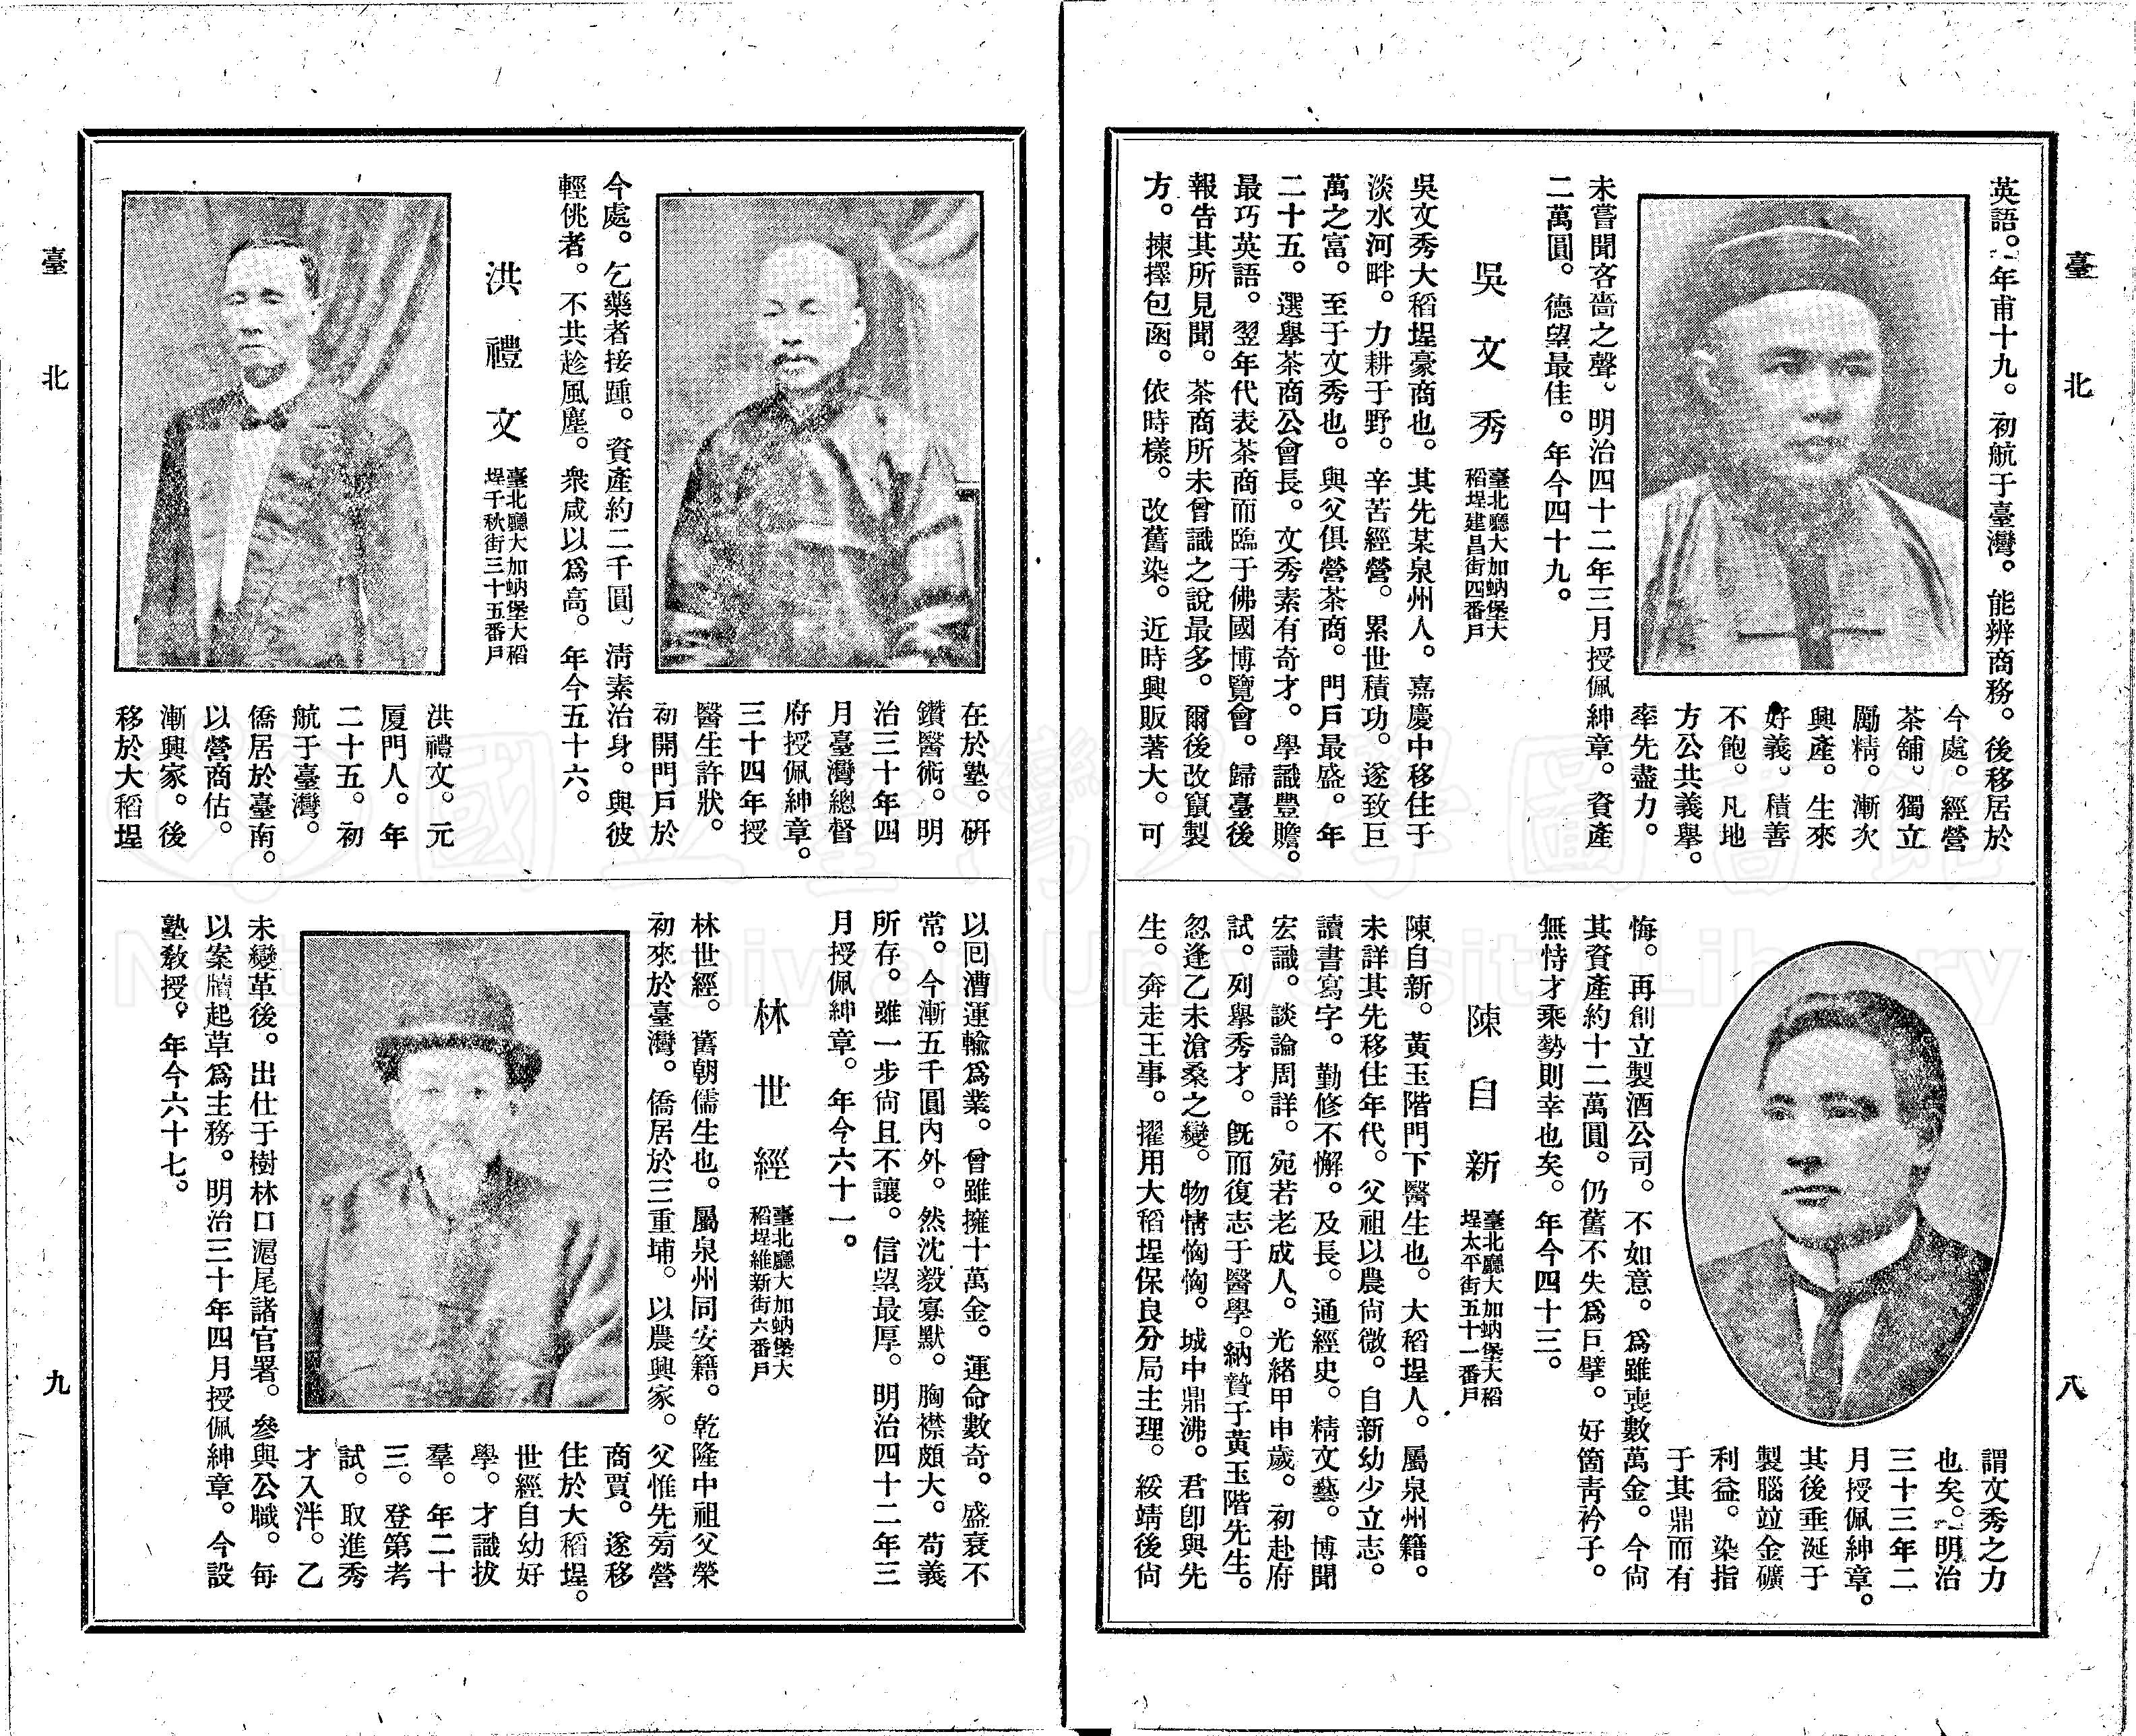 臺北
八
英語。年甫十九。初航于臺灣。能辨商務。後移居於
今處。經營
茶舖。獨立
勵精。漸次
興產。生來
好義。積善
不飽。凡地
方公共義擧。
率先盡力。
未嘗聞客嗇之聲。明治四十二年三月授佩紳章。資產
二萬圓。德望最佳。年今四十九。
吳文秀
臺北廳大加蚋堡大
稻埕建昌街四番戶
吳文秀大稻埕豪商也。其先某泉州人。嘉慶中移住于
淡水河畔。力耕于野。辛苦經營。累世積功。遂致巨
萬之富。至于文秀也。與父俱營茶商。門戶最盛。年
二十五。選擧茶商公會長。文秀素有奇才。學識豐贍。
最巧英語。翌年代表茶商而臨于佛國博覽會。歸臺後
報告其所見聞。茶商所未曾識之說最多。爾後改竄製
方。揀擇包函。依時樣。改舊染。近時興販著大。可
謂文秀之力
也矣。明治
三十三年二
月授佩紳章。
其後垂涎于
製腦竝金礦
利益。染指
于其鼎而有
悔。再創立製酒公司。不如意。爲雖喪數萬金。今尙
其資產約十二萬圓。仍舊不失爲巨擘。好箇靑衿子。
無恃才乘勢則幸也矣。年今四十三。
陳自新
臺北廳大加蚋堡大稻
埕太平街五十一番戶
陳自新。黃玉階門下醫生也。大稻埕人。屬泉州籍。
未詳其先移住年代。父祖以農尙微。自新幼少立志。
讀書寫字。勤修不懈。及長。通經史。精文藝。博聞
宏識。談論周詳。宛若老成人。光緒甲申歲。初赴府
試。列擧秀才。旣而復志于醫學。納贄于黃玉階先生。
忽逢乙未滄桑之變。物情恟恟。城中鼎沸。君卽與先
生。奔走王事。擢用大稻埕保良分局主理。綏靖後尙
臺北
九
在於塾。硏
鑽醫術。明
治三十年四
月臺灣總督
府授佩紳章。
三十四年授
醫生許狀。
初開門戶於
今處。乞藥者接踵。資產約二千圓、淸素治身。與彼
輕佻者。不共趁風塵。衆咸以爲高。年今五十六。
洪禮文
臺北廳大加蚋堡大稻
埕千秋街三十五番戶
洪禮文。元
厦門人。年
二十五。初
航于臺灣。
僑居於臺南。
以營商估。
漸興家。後
移於大稻埕
以回漕運輸爲業。曾雖擁十萬金。運命數奇。盛衰不
常。今漸五千圓內外。然沈毅寡默。胸襟頗大。苟義
所存。雖一步尙且不讓。信望最厚。明治四十二年三
月授佩紳章。年今六十一。
林世經
臺北廳大加蚋堡大
稻埕維新街六番戶
林世經。舊朝儒生也。屬泉州同安籍。乾隆中祖父榮
初來於臺灣。僑居於三重埔。以農興家。父惟先㫄營
商賈。遂移
住於大稻埕。
世經自幼好
學。才識拔
羣。年二十
三。登第考
試。取進秀
才入泮。乙
未變革後。出仕于樹林口滬尾諸官署。參與公職。每
以案牘起草爲主務。明治三十年四月授佩紳章。今設
塾敎授。年今六十七。
國立臺灣大學圖書館
National Taiwan University Library